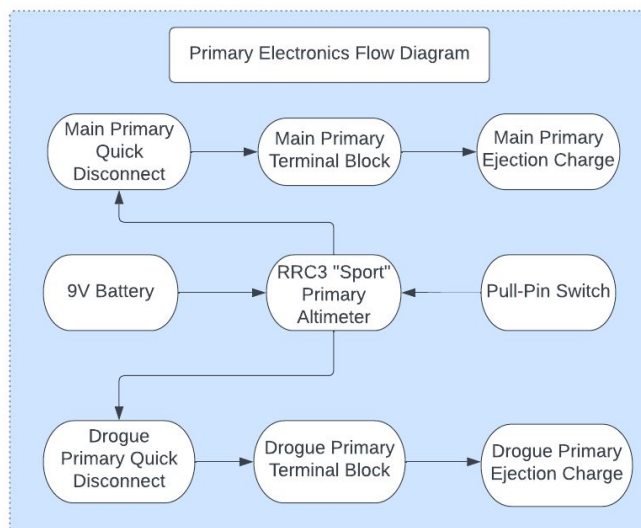 Primary Electronics Flow Diagram
Main Primary
Quick
Disconnect
Main Primary
Terminal Block
Main Primary
Ejection Charge
9V Battery
RRC3 "Sport"
Primary
Altimeter
Pull-Pin Switch
Drogue
Primary Quick
Disconnect
Drogue Primary
Terminal Block
Drogue Primary
Ejection Charge